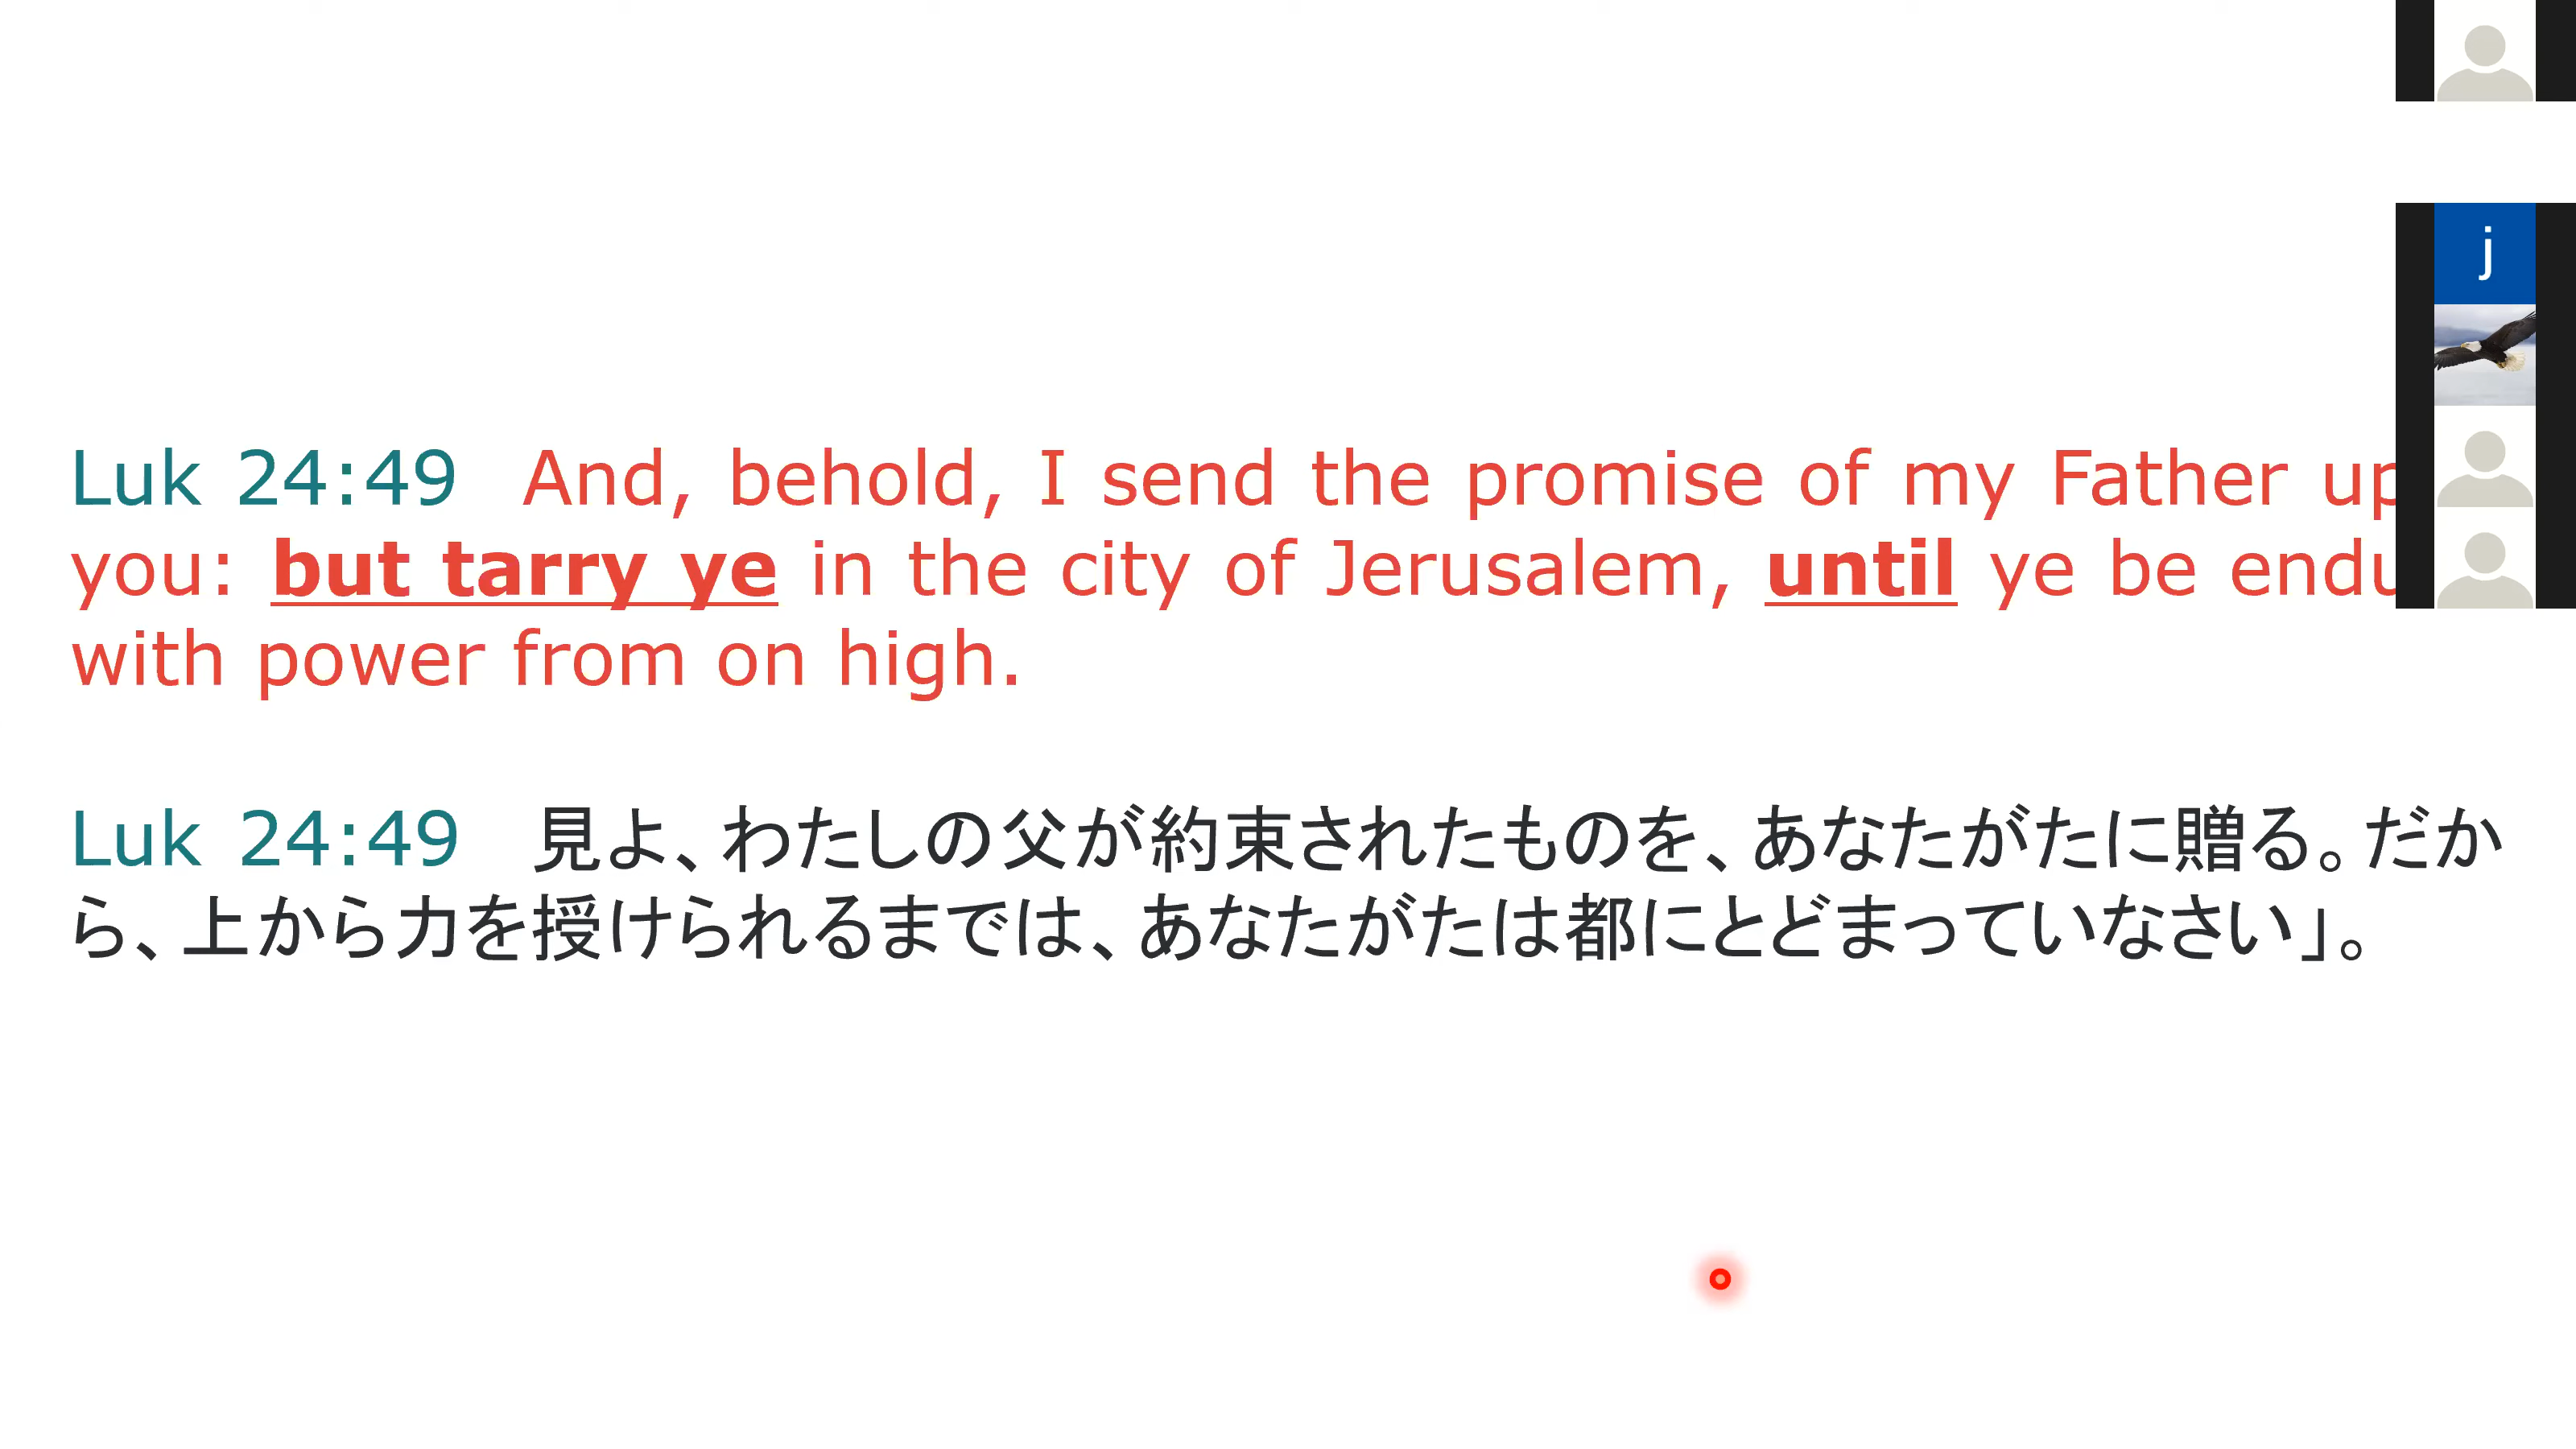 j
Luk 24:49 And, behold, I send the promise of my Father
you: but tarry ye in the city of Jerusalem, until ye be
with power from on high.
Luk 24:49 見よ、わたしの父が約束されたものを、あなたがたに贈る。だか
ら、上から力を授けられるまでは、あなたがたは都にとどまっていなさい」。